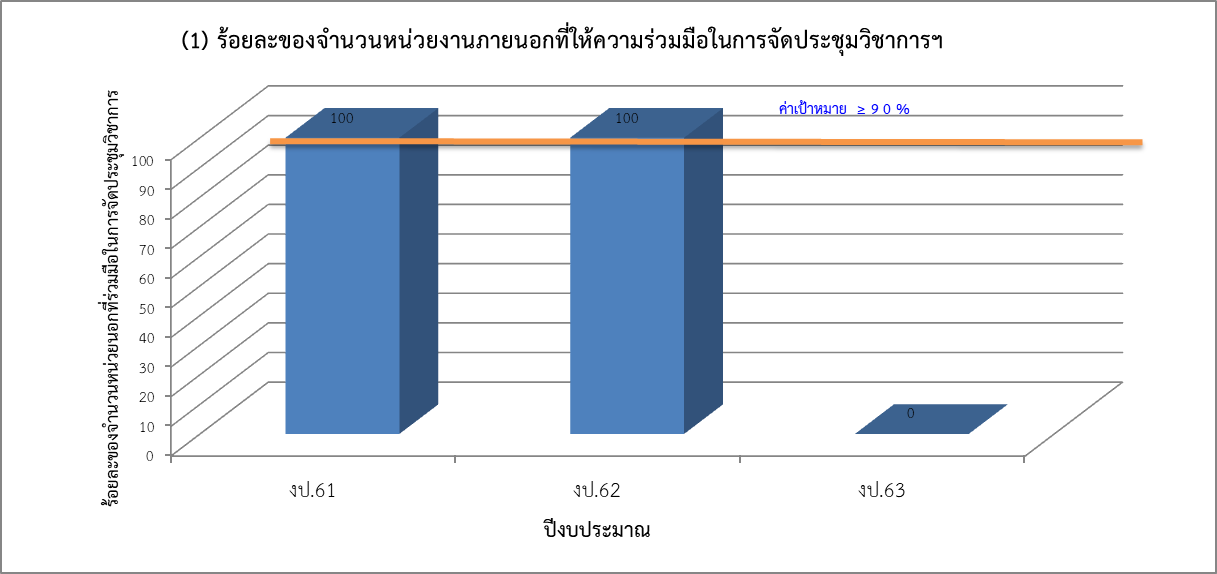 (1) ร้อยละของจำนวนหน่วยงานภายนอกที่ให้ความร่วมมือในการจัดประชุมวิชาการฯ
ค่าเป้าหมาย ≥ 9 0 %
ร้อยละของจำนวนหน่วยนอกที่ร่วมมือในการจัดประชุมวิชาการ
100
90
80
70
60
50
40
30
20
10
0
100
100
0
งป.61
งป.62
งป.63
ปีงบประมาณ